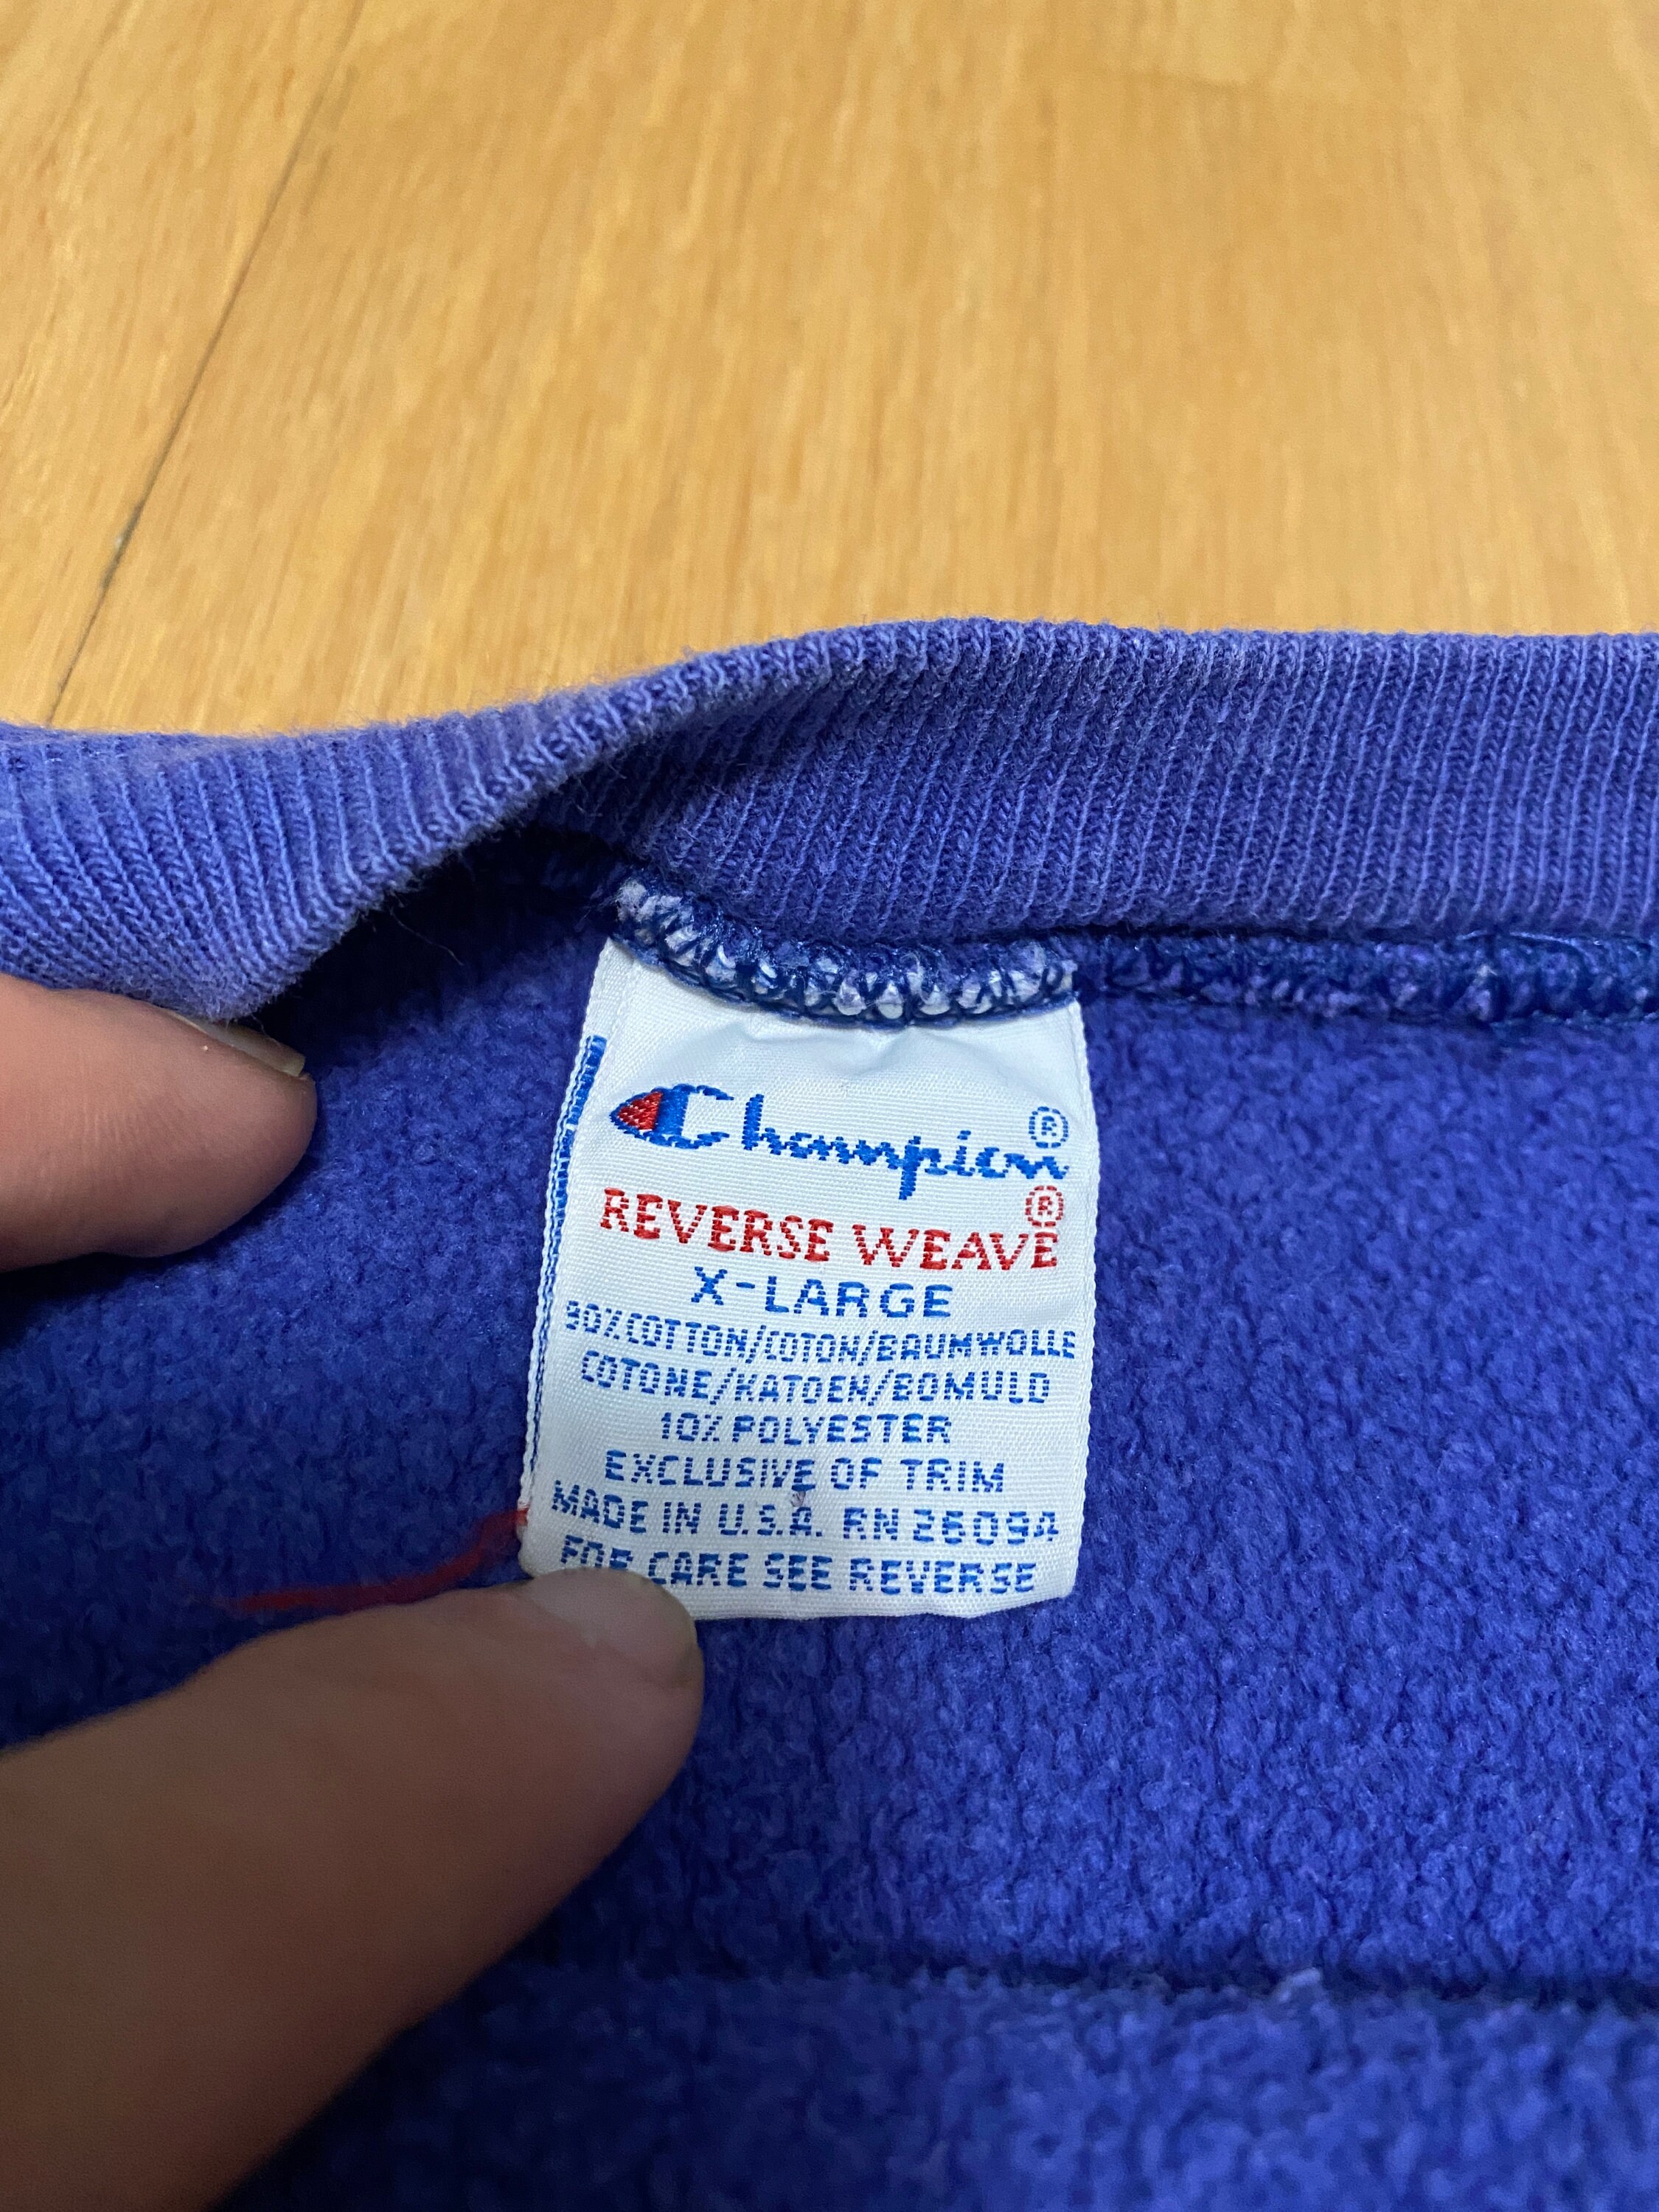 Champion®
REVERSE WEAVE®
X-LARGE
90% COTTON/COTON/BAUMWOLLE
COTONE/KATOEN/BOMULD
10% POLYESTER
EXCLUSIVE OF TRIM
MADE IN U.S.A. RN 26094
FOR CARE SEE REVERSE